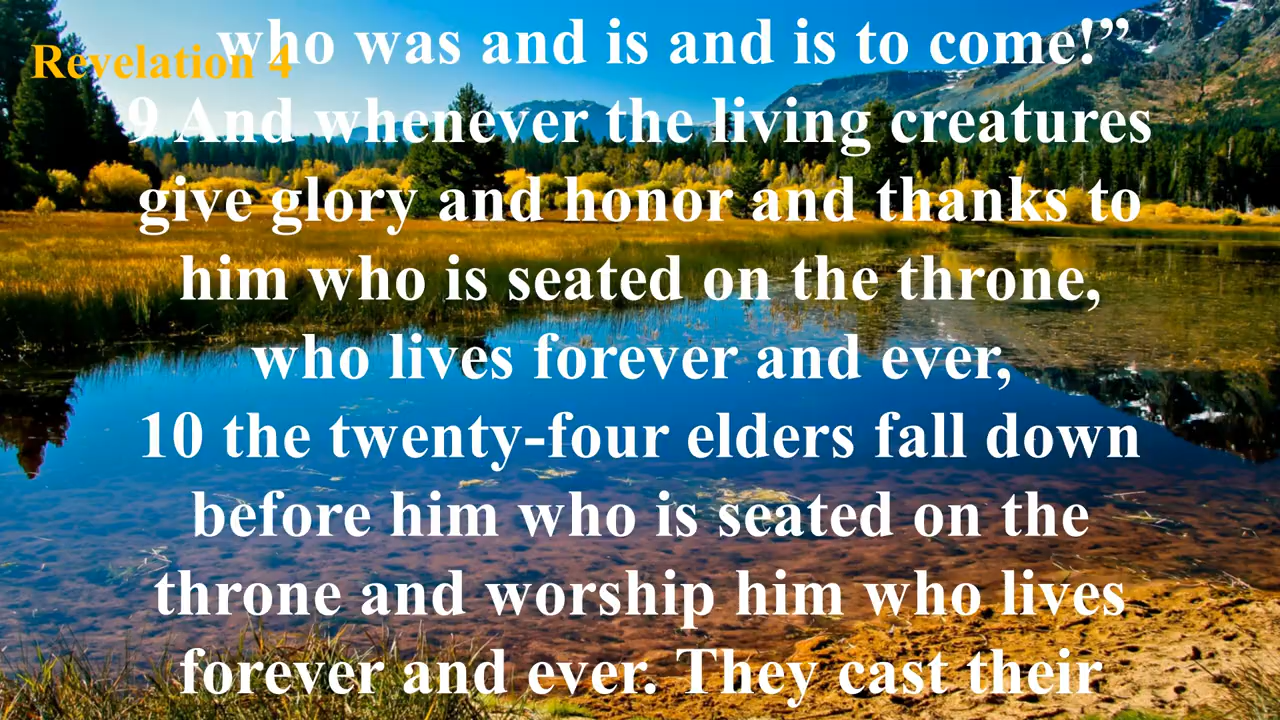 Revelation 4
who was and is and is to come!”
9 And whenever the living creatures
give glory and honor and thanks to
him who is seated on the throne,
who lives forever and ever,
10 the twenty-four elders fall down
before him who is seated on the
throne and worship him who lives
forever and ever. They cast their